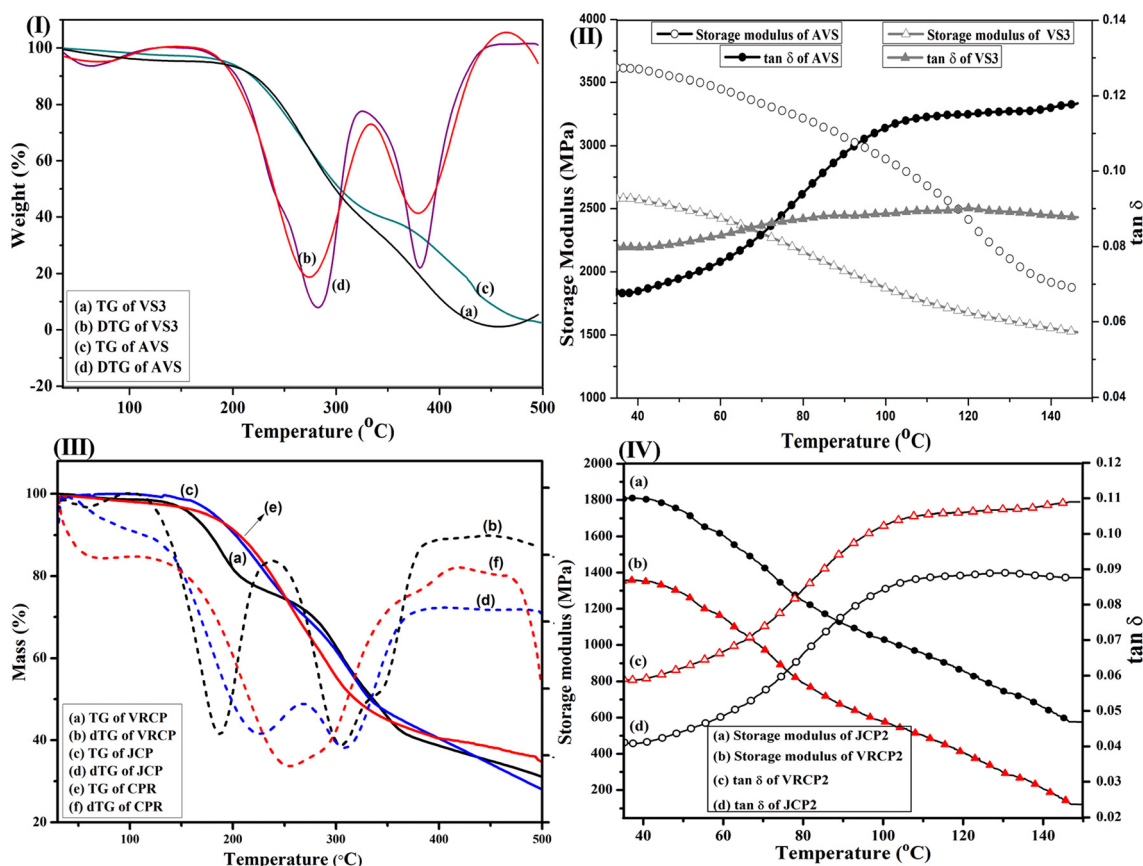 (I)
100
80
60
40
20
0
-20
Weight (%)
(b)
(d)
(c)
(a)
(a) TG of VS3
(b) DTG of VS3
(c) TG of AVS
(d) DTG of AVS
100
200
300
400
500
Temperature (°C)
(II)
4000
3500
3000
2500
2000
1500
1000
Storage Modulus (MPa)
Storage modulus of AVS
Storage modulus of VS3
tan δ of AVS
tan δ of VS3
0.14
0.12
0.10
0.08
0.06
0.04
tan δ
40
60
80
100
120
140
Temperature (°C)
(III)
100
80
60
40
20
Mass (%)
(c)
(e)
(a)
(b)
(f)
(d)
(a) TG of VRCP
(b) dTG of VRCP
(c) TG of JCP
(d) dTG of JCP
(e) TG of CPR
(f) dTG of CPR
100
200
300
400
500
Temperature (°C)
(IV)
2000
1800
1600
1400
1200
1000
800
600
400
200
0
Storage modulus (MPa)
(a)
(b)
(c)
(d)
(a) Storage modulus of JCP2
(b) Storage modulus of VRCP2
(c) tan δ of VRCP2
(d) tan δ of JCP2
0.12
0.11
0.10
0.09
0.08
0.07
0.06
0.05
0.04
0.03
0.02
tan δ
40
60
80
100
120
140
Temperature (°C)